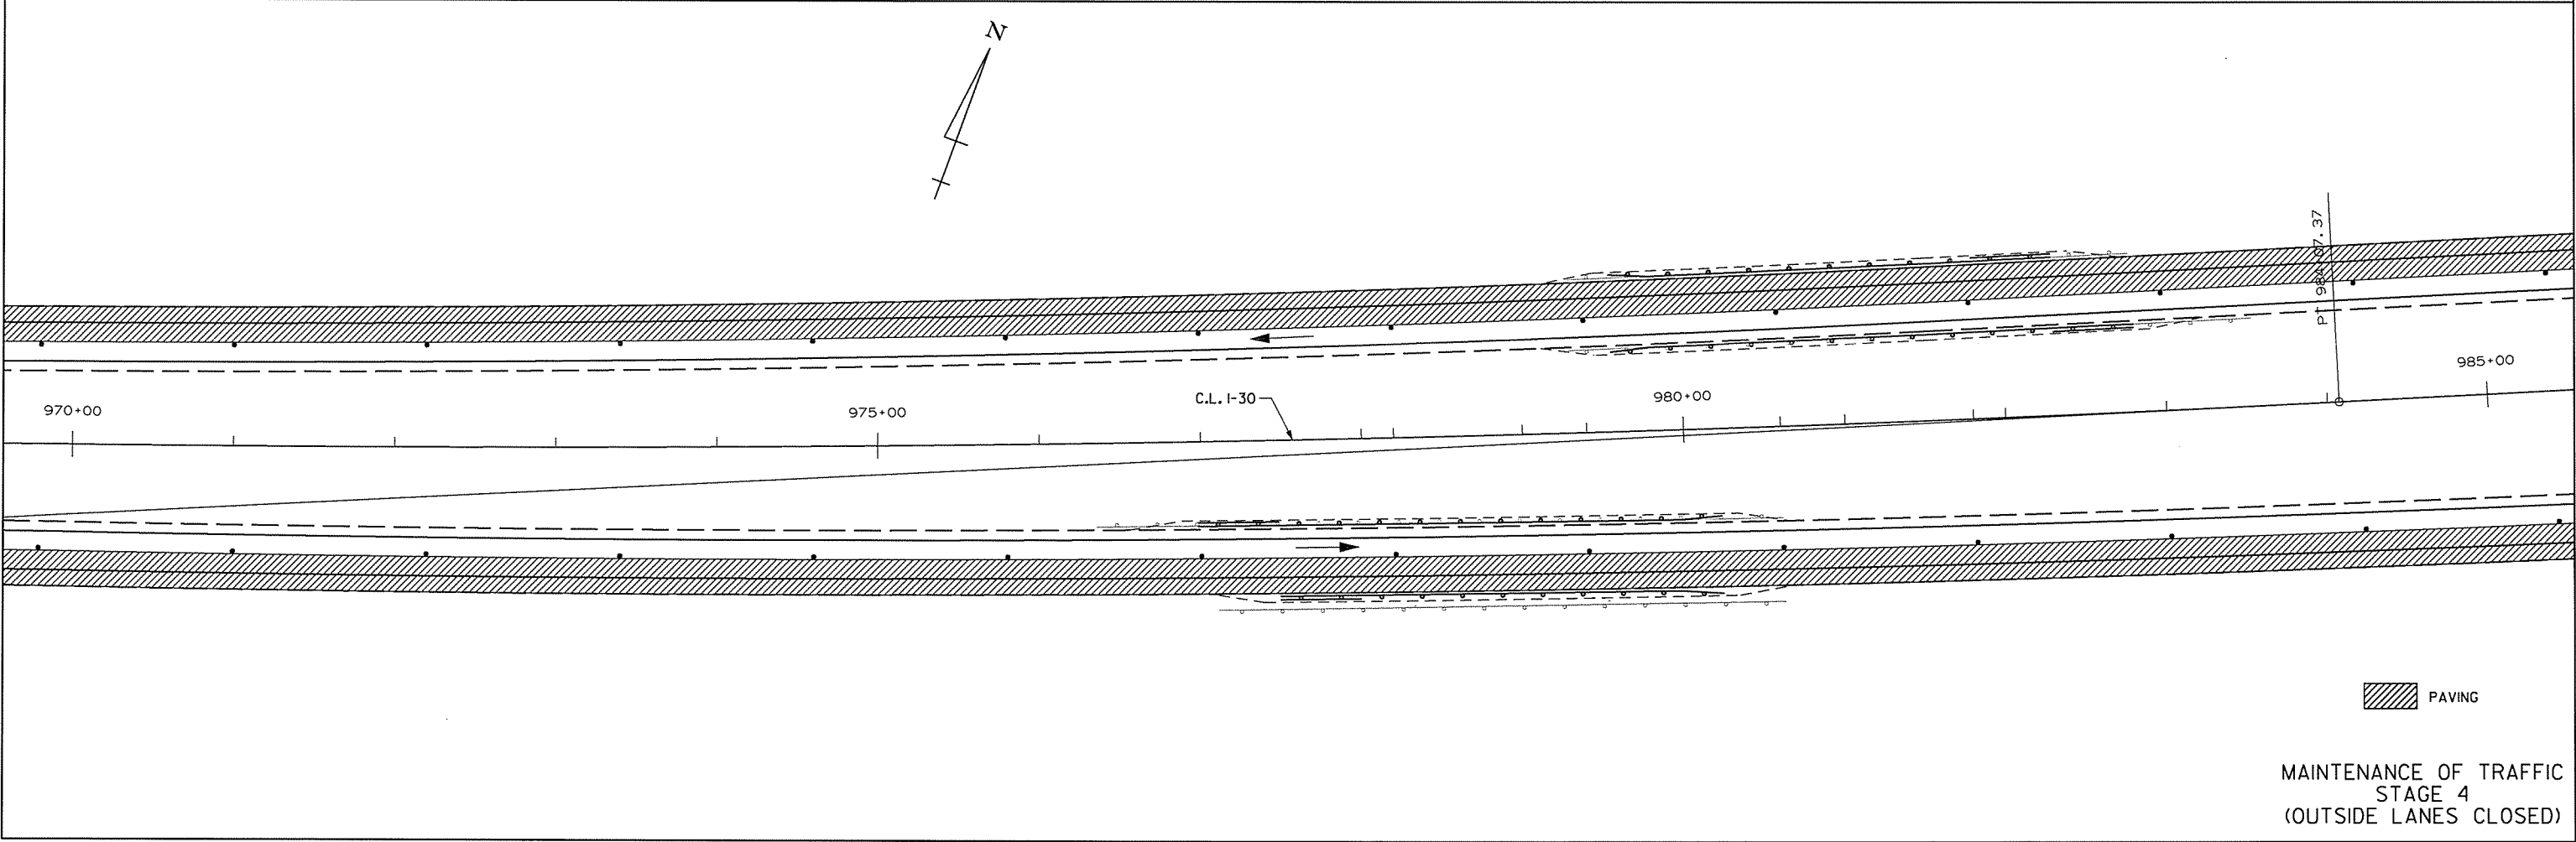 N
PT 984+07.37
985+00
980+00
C.L. I-30
970+00
975+00
PAVING
MAINTENANCE OF TRAFFIC
STAGE 4
(OUTSIDE LANES CLOSED)